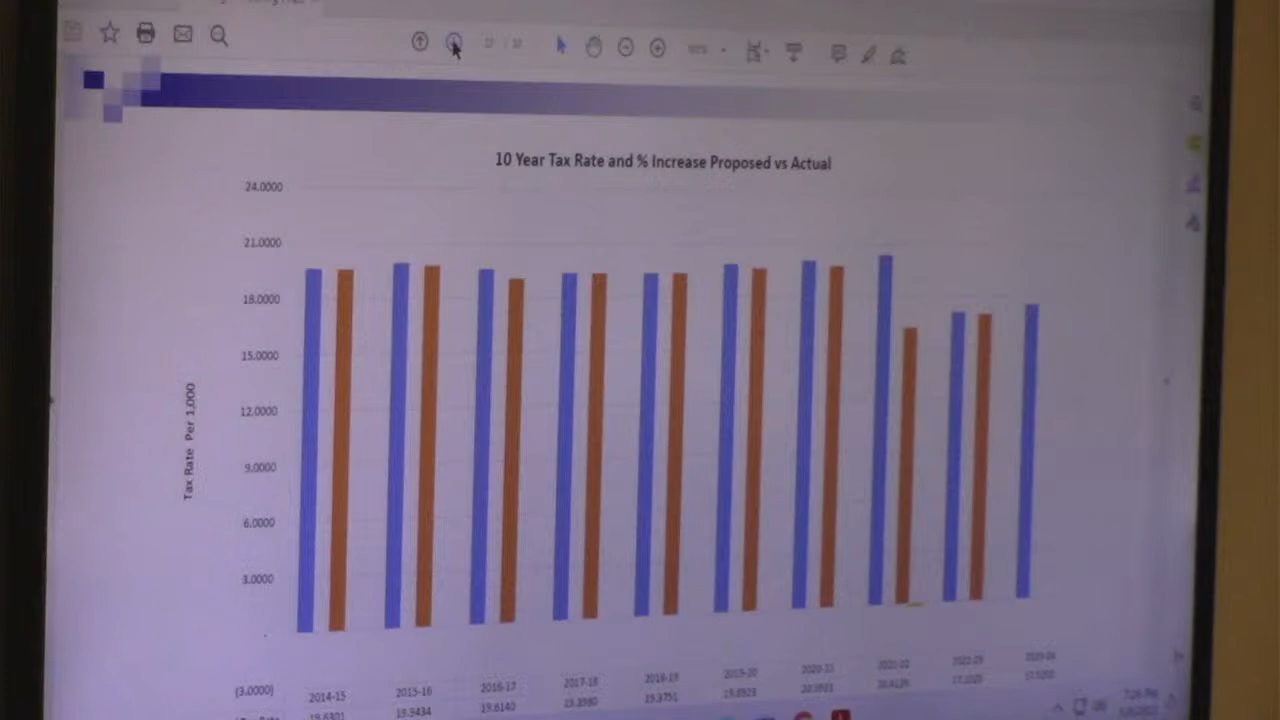 10 Year Tax Rate and % Increase Proposed vs Actual
24.0000
21.0000
18.0000
15.0000
12.0000
9.0000
6.0000
3.0000
(3.0000)
Tax Rate Per 1,000
2014-15 2015-16 2016-17 2017-18 2018-19 2019-20 2020-21 2021-22 2022-23 2023-24
19.6301 19.9434 19.6140 19.3751